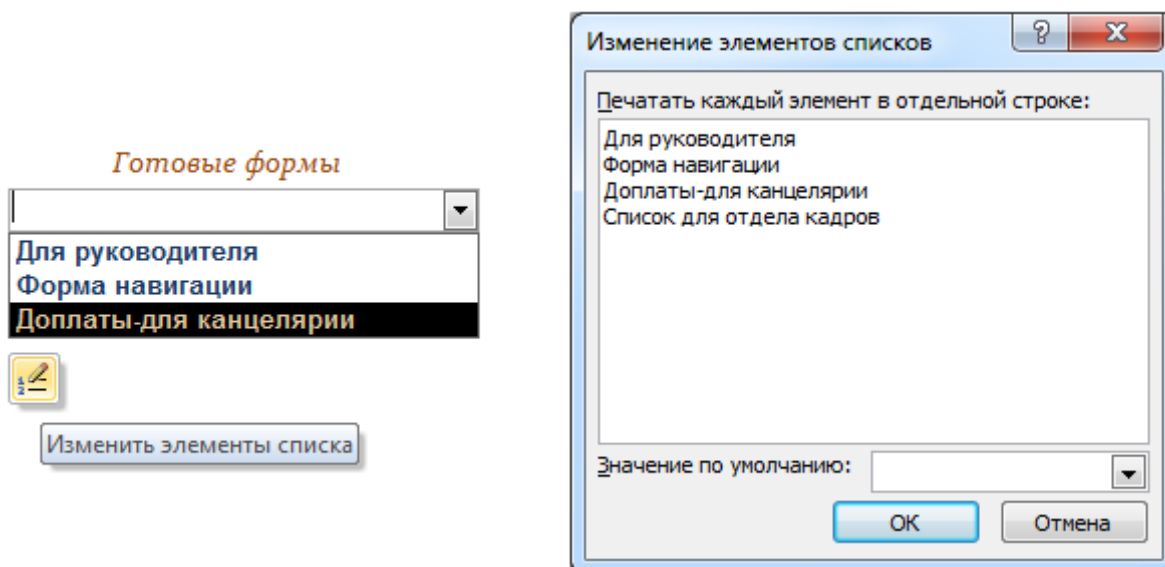 Готовые формы
Для руководителя
Форма навигации
Доплаты-для канцелярии
Изменить элементы списка
Изменение элементов списков
Печатать каждый элемент в отдельной строке:
Для руководителя
Форма навигации
Доплаты-для канцелярии
Список для отдела кадров
Значение по умолчанию:
ОК
Отмена